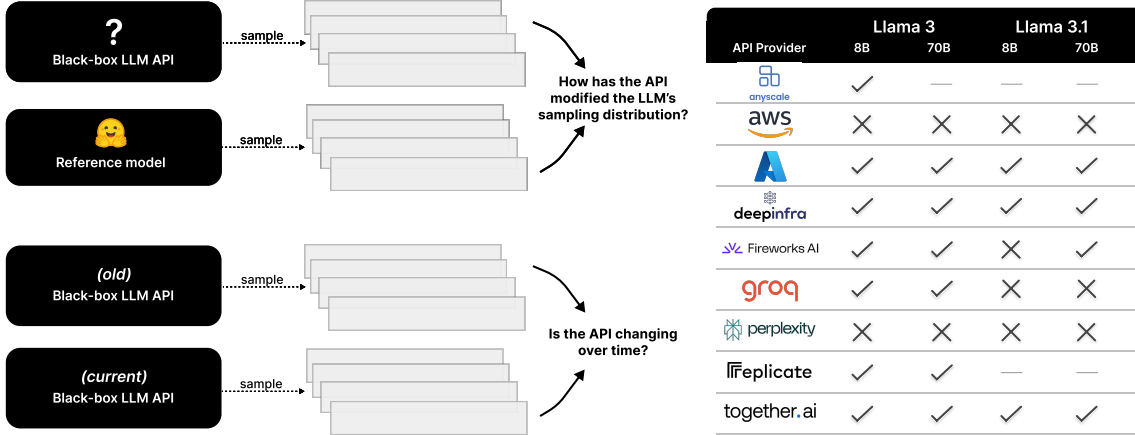 ?
Black-box LLM API
sample
Reference model
sample
How has the API
modified the LLM's
sampling distribution?
(old)
Black-box LLM API
sample
(current)
Black-box LLM API
sample
Is the API changing
over time?
Llama 3 Llama 3.1
API Provider 8B 70B 8B 70B
anyscale
aws
deepinfra
Fireworks AI
groq
perplexity
replicate
together.ai